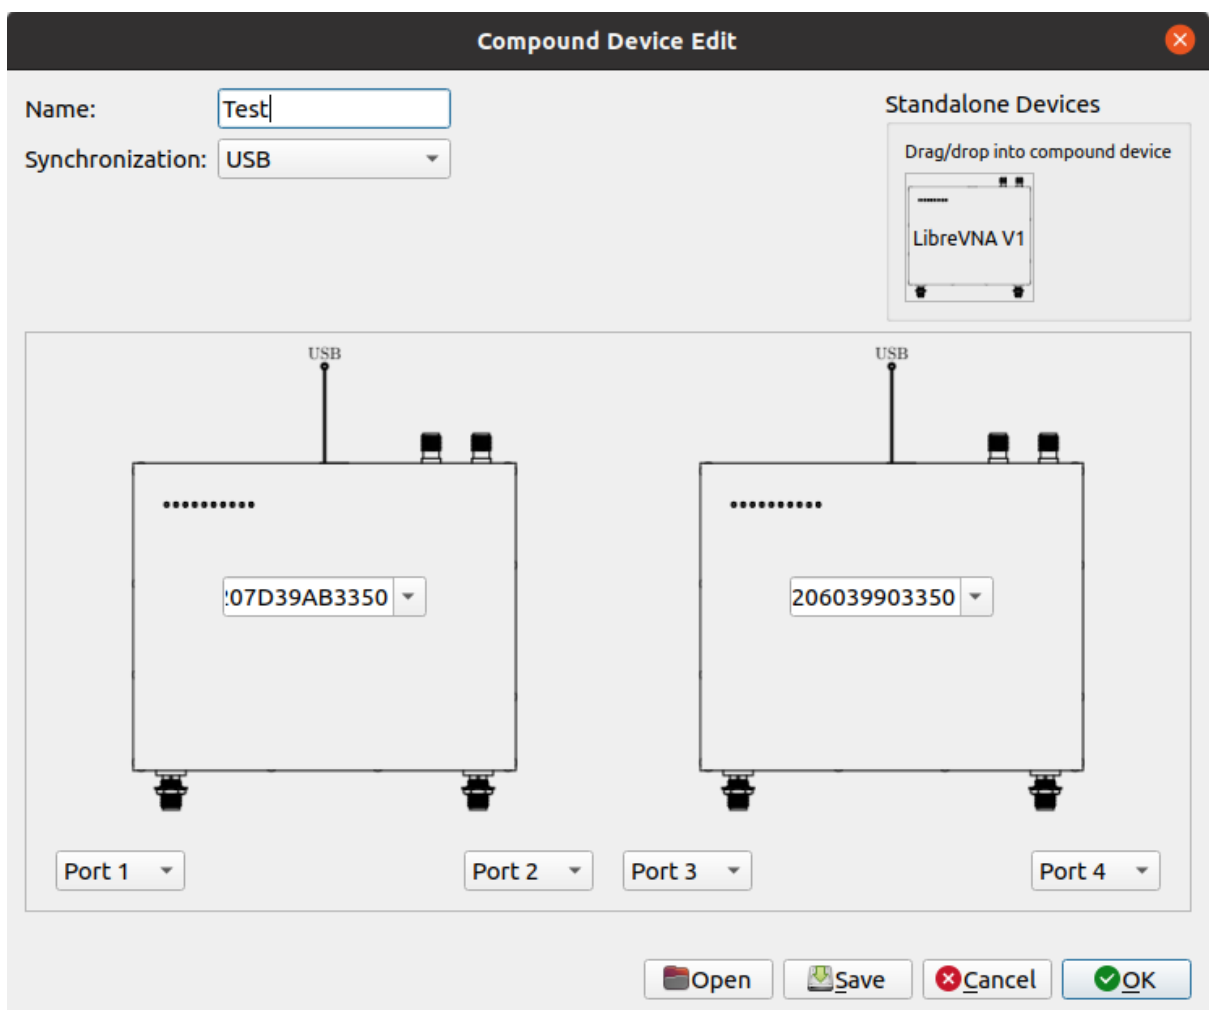 Compound Device Edit
Name: Test
Synchronization: USB
Standalone Devices
Drag/drop into compound device
LibreVNA V1
USB USB
07D39AB3350 206039903350
Port 1 Port 2 Port 3 Port 4
Open Save Cancel OK